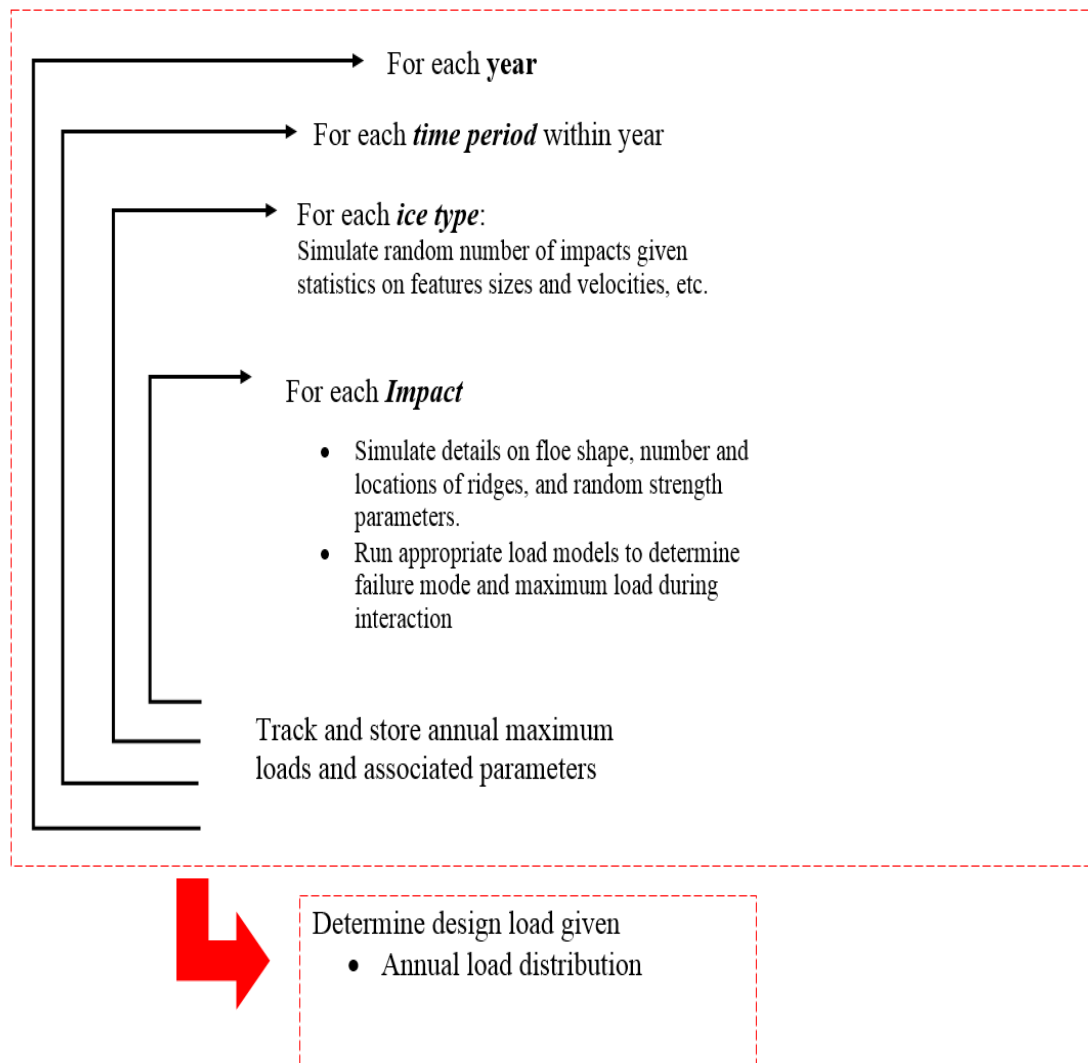 For each year
For each time period within year
For each ice type:
Simulate random number of impacts given
statistics on features sizes and velocities, etc.
For each Impact
• Simulate details on floe shape, number and
locations of ridges, and random strength
parameters.
• Run appropriate load models to determine
failure mode and maximum load during
interaction
Track and store annual maximum
loads and associated parameters
Determine design load given
• Annual load distribution